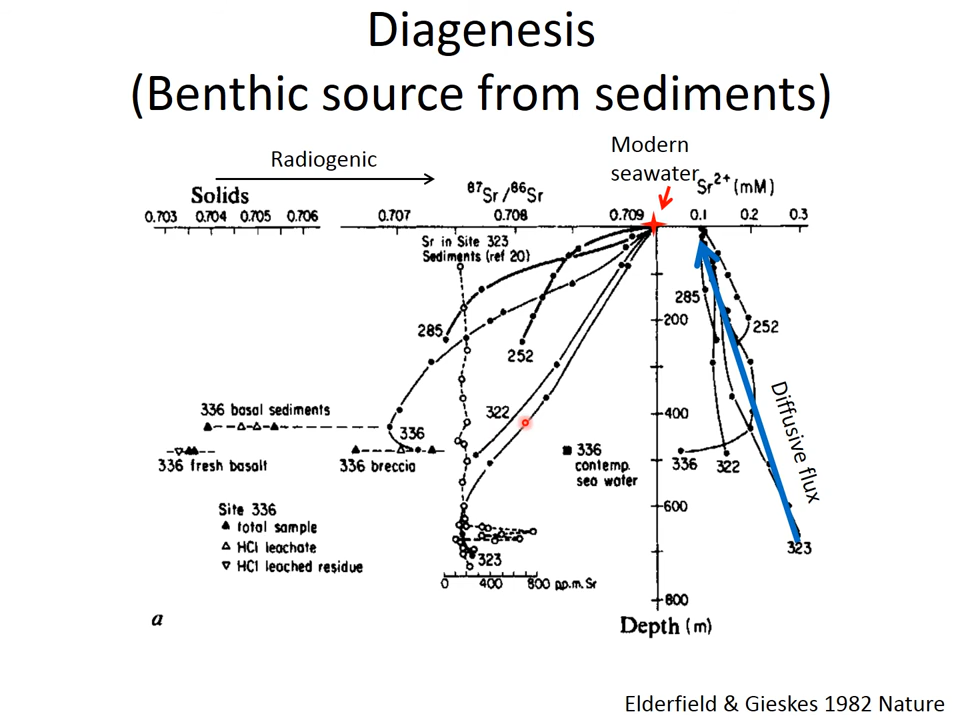 Diagenesis
(Benthic source from sediments)
Radiogenic
Modern
seawater
Solids
87Sr/86Sr
Sr2+(mM)
0.703 0.704 0.705 0.706 0.707 0.708 0.709 0.1 0.2 0.3
Sr in Site 323
Sediments (ref 20)
285
252
285
200
252
336 basal sediments
322
400
336
336 fresh basalt
336 breccia
336
contemp.
sea water
336
322
Diffusive flux
Site 336
total sample
HCl leachate
HCl leached residue
600
323
323
0 400 800 p.p.m. Sr
800
a
Depth (m)
Elderfield & Gieskes 1982 Nature